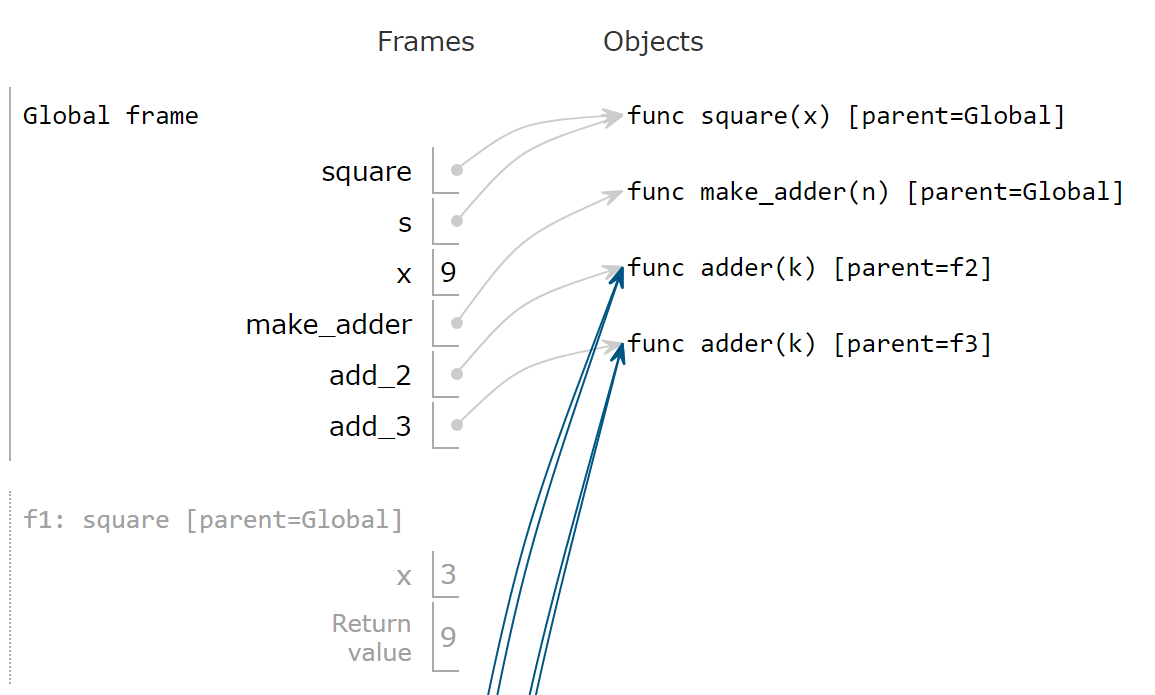 Frames Objects
Global frame
func square(x) [parent=Global]
square
func make_adder(n) [parent=Global]
s
func adder(k) [parent=f2]
x 9
make_adder
func adder(k) [parent=f3]
add_2
add_3
f1: square [parent=Global]
x 3
Return
value 9